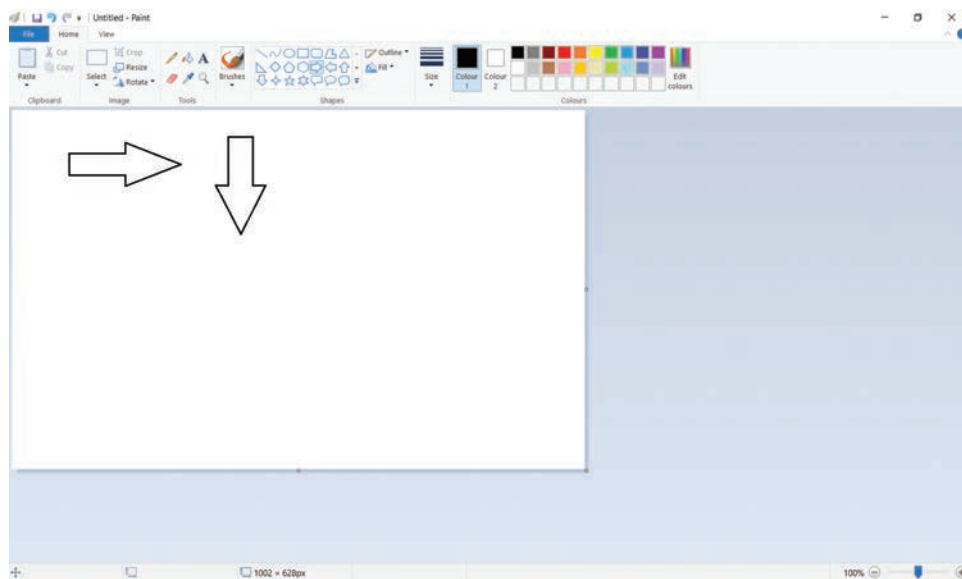 Untitled - Paint
File Home View
Paste
Cut
Copy
Clipboard
Select
Crop
Resize
Rotate
Image
A
Tools
Brushes
Outline
Fill
Shapes
Size
Colour 1
Colour 2
Edit colours
Colours
1002 × 628px
100%